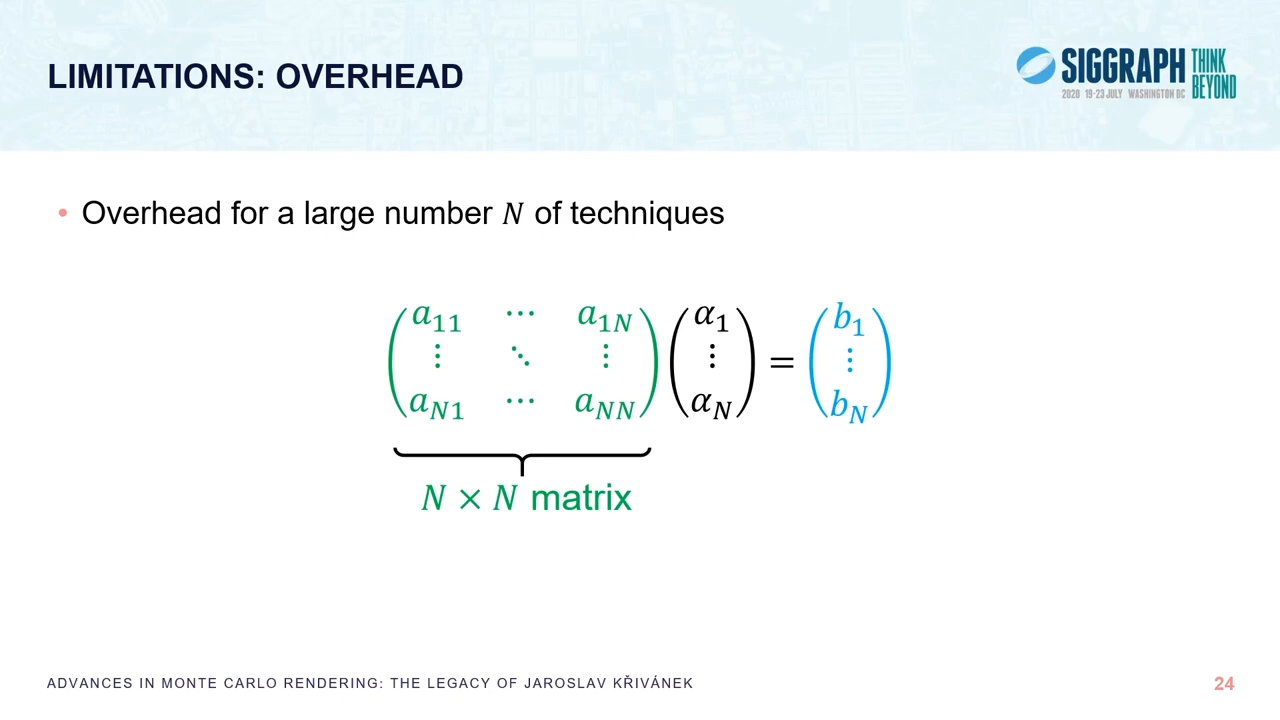 LIMITATIONS: OVERHEAD
SIGGRAPH THINK BEYOND
2020 19-23 JULY WASHINGTON DC
• Overhead for a large number N of techniques
a11 ⋯ a1N α1 b1
⋮ ⋱ ⋮ ⋮ = ⋮
aN1 ⋯ aNN αN bN
N × N matrix
ADVANCES IN MONTE CARLO RENDERING: THE LEGACY OF JAROSLAV KŘIVÁNEK
24